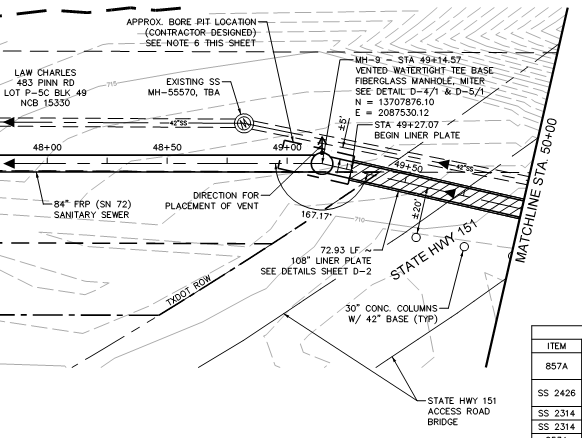 APPROX. BORE PIT LOCATION
(CONTRACTOR DESIGNED)
SEE NOTE 6 THIS SHEET
LAW CHARLES
483 PINN RD
LOT P-5C BLK 49
NCB 15330
715
EXISTING SS
MH-55570, TBA
MH-9 - STA 49+14.57
VENTED WATERTIGHT TEE BASE
FIBERGLASS MANHOLE, MITER
SEE DETAIL D-4/1 & D-5/1
N = 13707876.10
E = 2087530.12
STA 49+27.07
BEGIN LINER PLATE
±5'
42"SS
42"SS
48+00
48+50
49+00
49+50
MATCHLINE STA. 50+00
84" FRP (SN 72)
SANITARY SEWER
DIRECTION FOR
PLACEMENT OF VENT
167.17'
710
±20'
72.93 LF ~
108" LINER PLATE
SEE DETAILS SHEET D-2
STATE HWY 151
TXDOT ROW
30" CONC. COLUMNS
W/ 42" BASE (TYP)
STATE HWY 151
ACCESS ROAD
BRIDGE
ITEM
857A
SS 2426
SS 2314
SS 2314